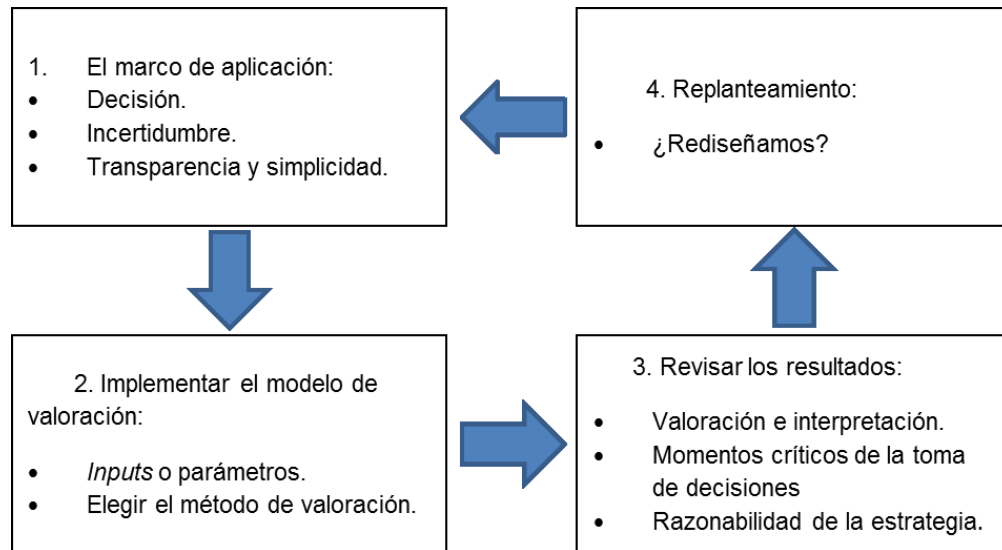 1. El marco de aplicación:
• Decisión.
• Incertidumbre.
• Transparencia y simplicidad.
2. Implementar el modelo de
valoración:
• Inputs o parámetros.
• Elegir el método de valoración.
3. Revisar los resultados:
• Valoración e interpretación.
• Momentos críticos de la toma
de decisiones
• Razonabilidad de la estrategia.
4. Replanteamiento:
• ¿Rediseñamos?